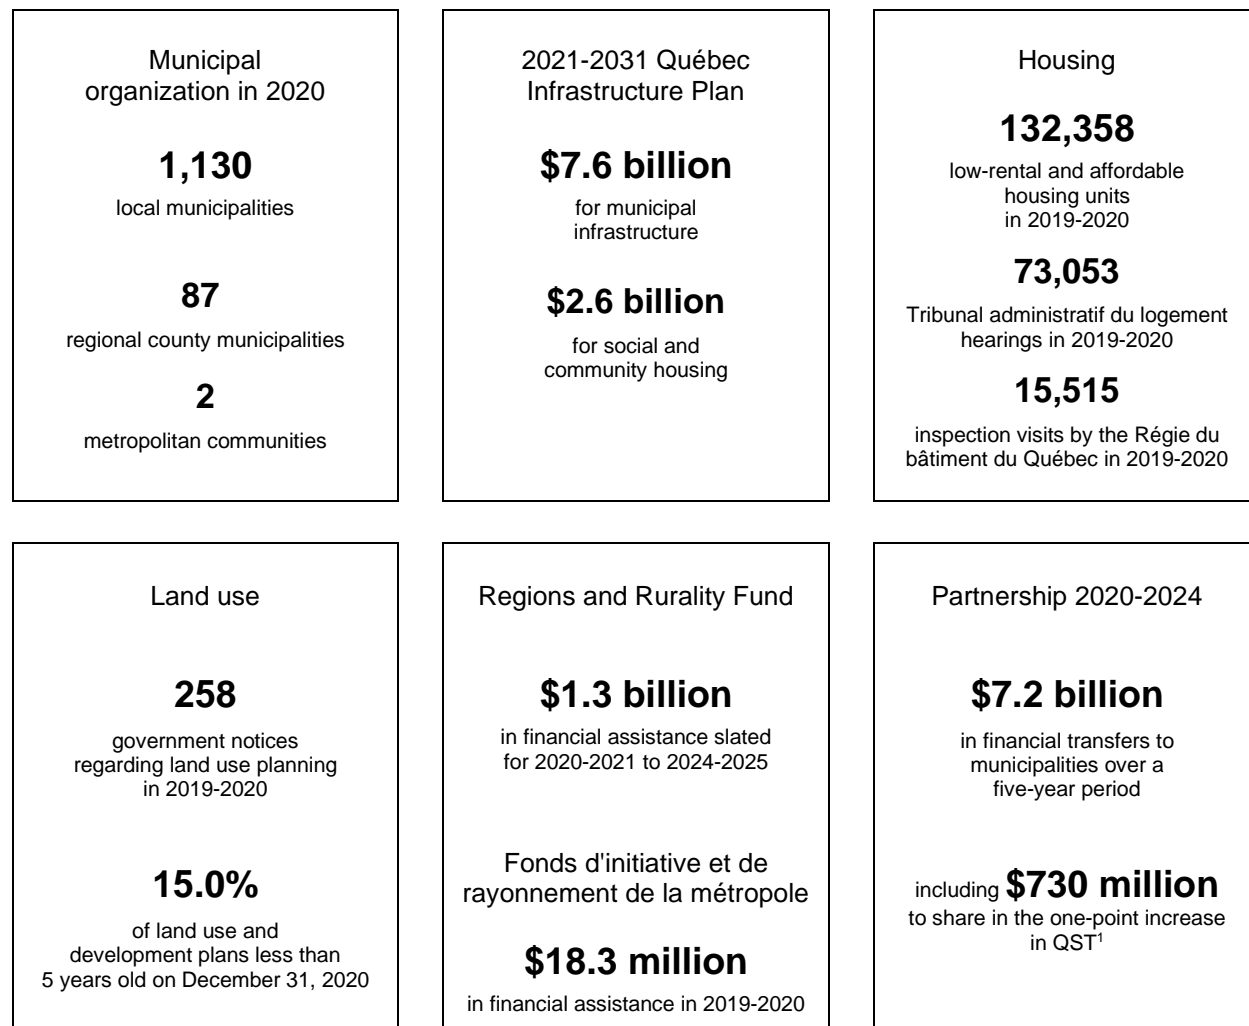 Municipal
organization in 2020
1,130
local municipalities
87
regional county municipalities
2
metropolitan communities
2021-2031 Québec
Infrastructure Plan
$7.6 billion
for municipal
infrastructure
$2.6 billion
for social and
community housing
Housing
132,358
low-rental and affordable
housing units
in 2019-2020
73,053
Tribunal administratif du logement
hearings in 2019-2020
15,515
inspection visits by the Régie du
bâtiment du Québec in 2019-2020
Land use
258
government notices
regarding land use planning
in 2019-2020
15.0%
of land use and
development plans less than
5 years old on December 31, 2020
Regions and Rurality Fund
$1.3 billion
in financial assistance slated
for 2020-2021 to 2024-2025
Fonds d'initiative et de
rayonnement de la métropole
$18.3 million
in financial assistance in 2019-2020
Partnership 2020-2024
$7.2 billion
in financial transfers to
municipalities over a
five-year period
including $730 million
to share in the one-point increase
in QST¹